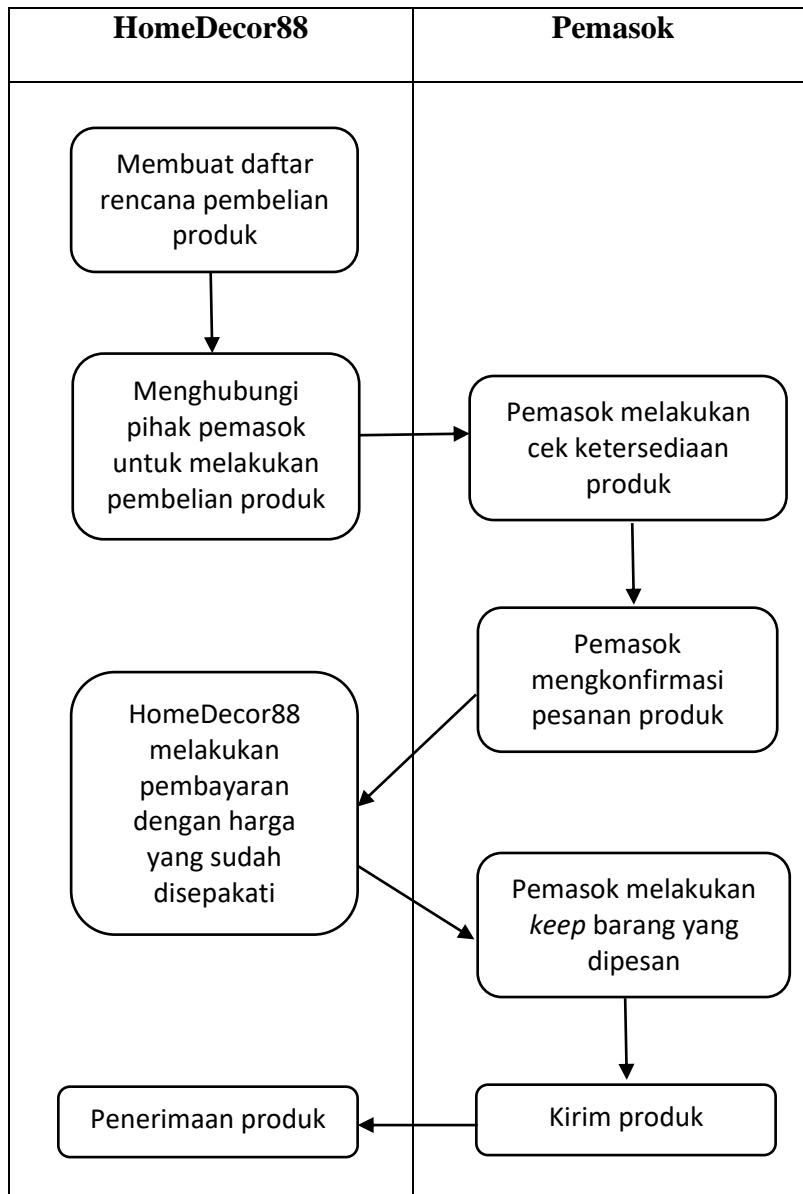 HomeDecor88
Pemasok
Membuat daftar
rencana pembelian
produk
Menghubungi
pihak pemasok
untuk melakukan
pembelian produk
Pemasok melakukan
cek ketersediaan
produk
Pemasok
mengkonfirmasi
pesanan produk
HomeDecor88
melakukan
pembayaran
dengan harga
yang sudah
disepakati
Pemasok melakukan
keep barang yang
dipesan
Kirim produk
Penerimaan produk